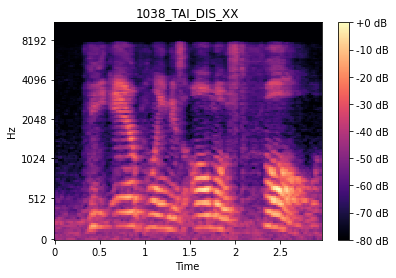 1038_TAI_DIS_XX
+0 dB
8192
-10 dB
4096
-20 dB
-30 dB
2048
Hz
-40 dB
1024
-50 dB
512
-60 dB
-70 dB
0
-80 dB
0 0.5 1 1.5 2 2.5
Time